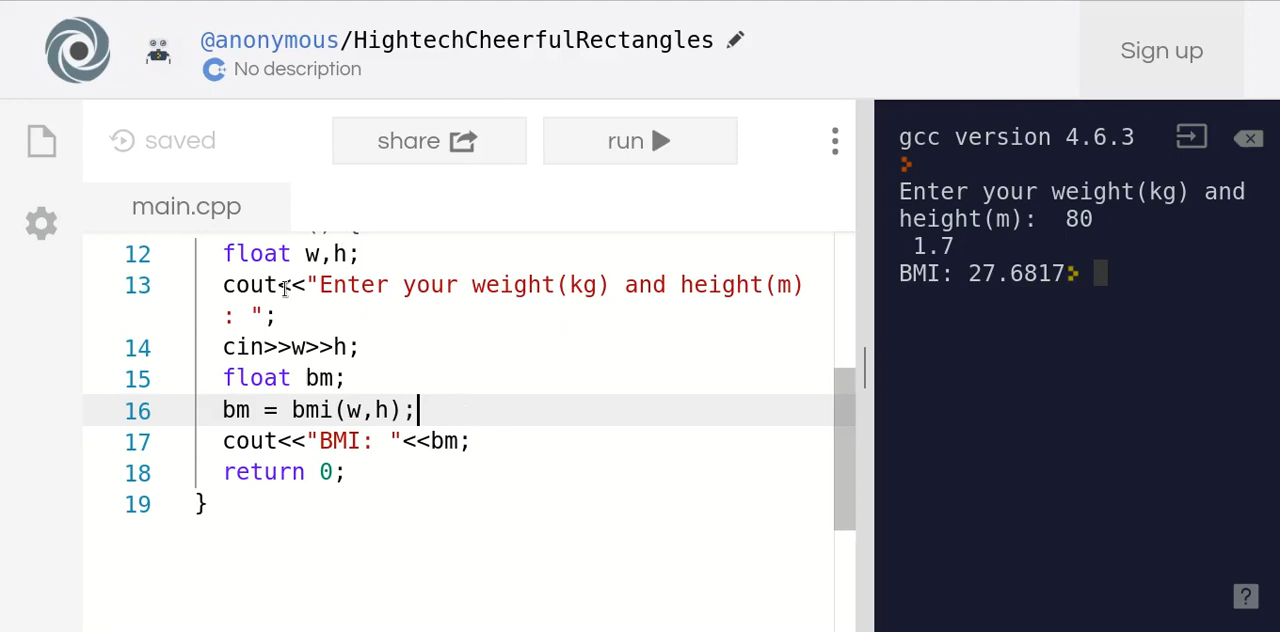 @anonymous/HightechCheerfulRectangles
No description
Sign up
saved
share
run
main.cpp
12 float w,h;
13 cout<<"Enter your weight(kg) and height(m)
: ";
14 cin>>w>>h;
15 float bm;
16 bm = bmi(w,h);
17 cout<<"BMI: "<<bm;
18 return 0;
19 }
gcc version 4.6.3
Enter your weight(kg) and
height(m):  80
1.7
BMI: 27.6817
?